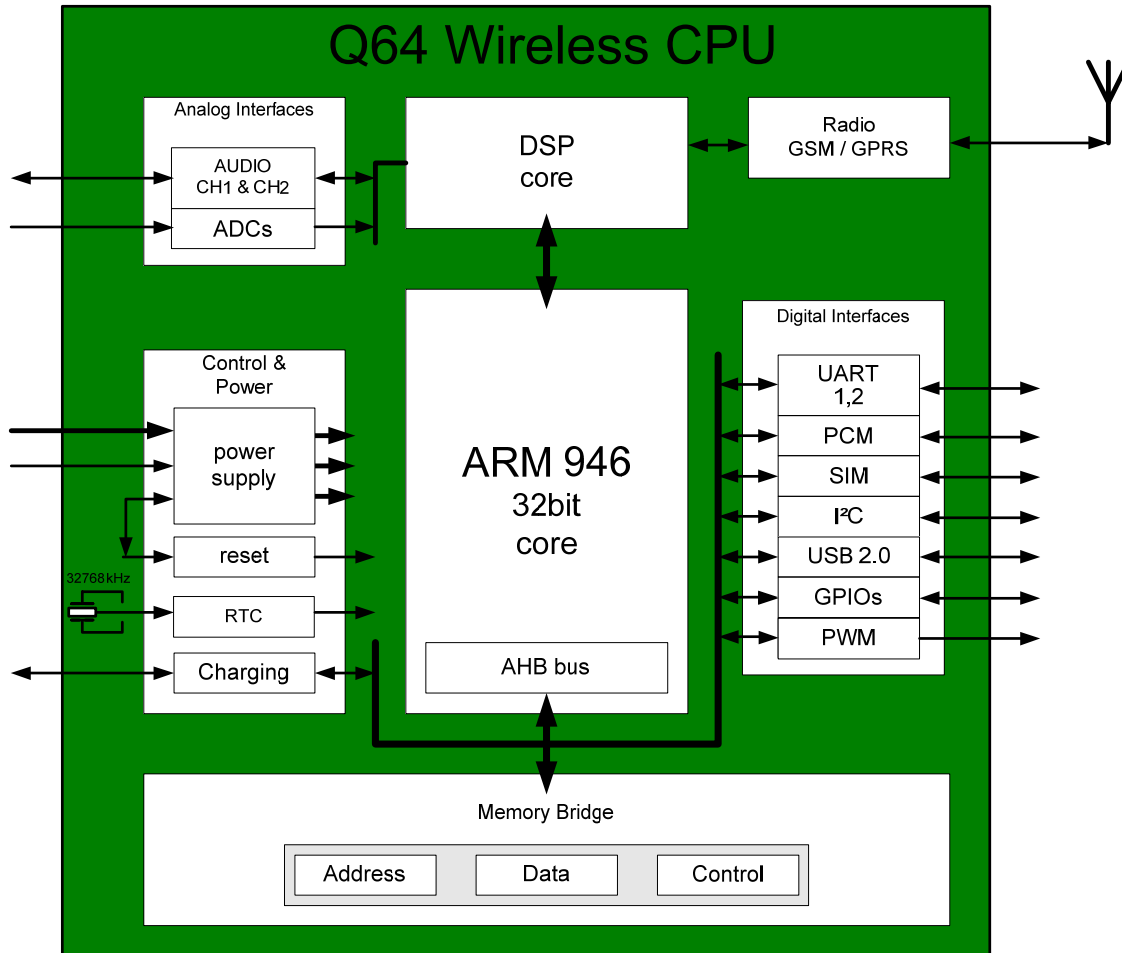 Q64 Wireless CPU
Analog Interfaces
AUDIO
CH1 & CH2
ADCs
DSP
core
Radio
GSM / GPRS
Control &
Power
power
supply
reset
32768kHz
RTC
Charging
ARM 946
32bit
core
AHB bus
Digital Interfaces
UART
1,2
PCM
SIM
I²C
USB 2.0
GPIOs
PWM
Memory Bridge
Address
Data
Control